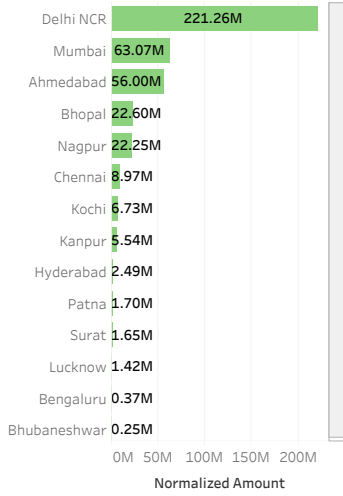 Delhi NCR 221.26M
Mumbai 63.07M
Ahmedabad 56.00M
Bhopal 22.60M
Nagpur 22.25M
Chennai 8.97M
Kochi 6.73M
Kanpur 5.54M
Hyderabad 2.49M
Patna 1.70M
Surat 1.65M
Lucknow 1.42M
Bengaluru 0.37M
Bhubaneshwar 0.25M
0M 50M 100M 150M 200M
Normalized Amount